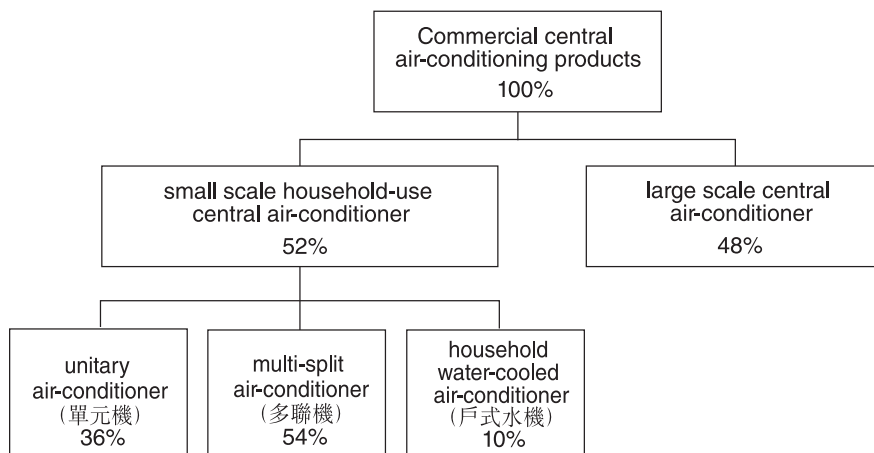 Commercial central
air-conditioning products
100%
small scale household-use
central air-conditioner
52%
large scale central
air-conditioner
48%
unitary
air-conditioner
(單元機)
36%
multi-split
air-conditioner
(多聯機)
54%
household
water-cooled
air-conditioner
(戶式水機)
10%